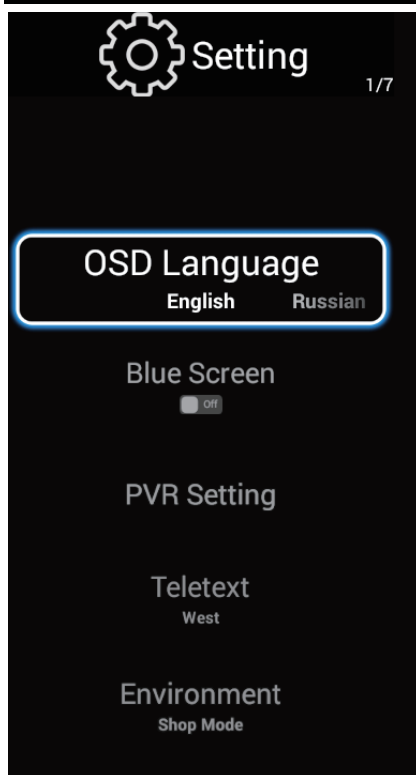 Setting
1/7
OSD Language
English Russian
Blue Screen
Off
PVR Setting
Teletext
West
Environment
Shop Mode